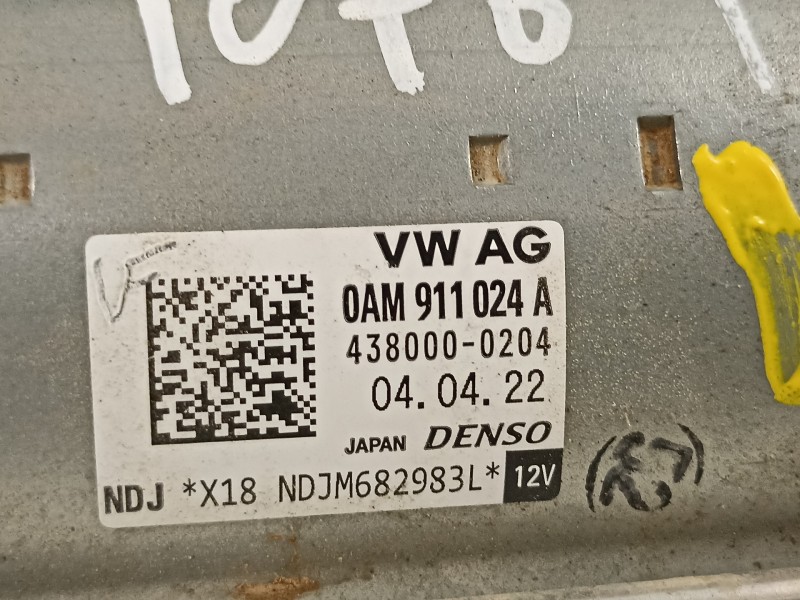 VW AG
0AM 911 024 A
438000-0204
04.04.22
JAPAN DENSO
NDJ *X18 NDJM682983L* 12V